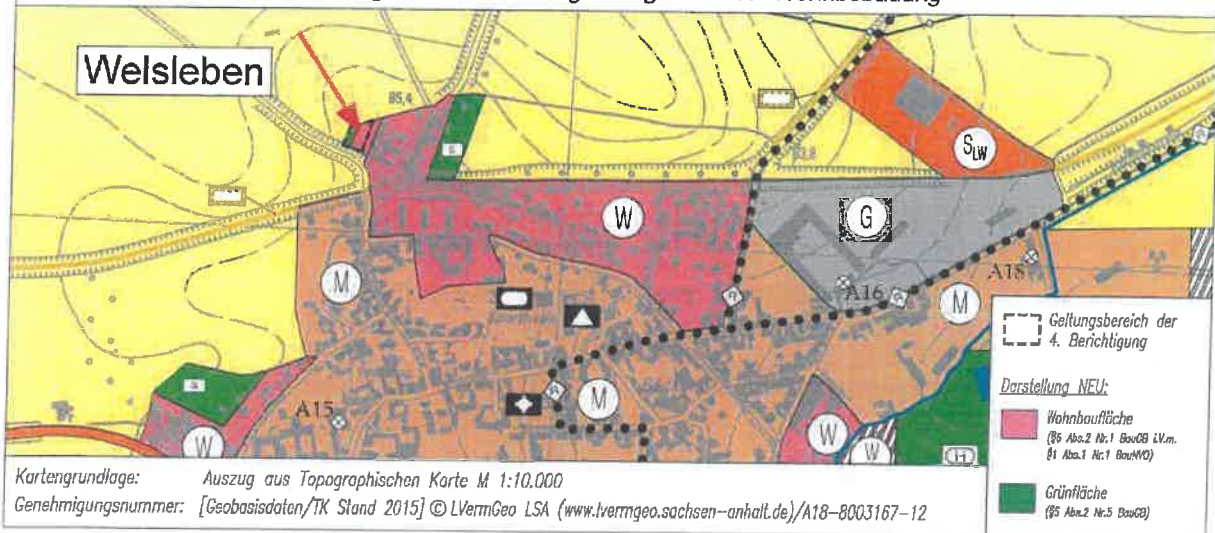 Welsleben
85,4
S_LW
W
G
M
A18
A16
M
Geltungsbereich der
4. Berichtigung
Darstellung NEU:
A15
M
Wohnbaufläche
(§5 Abs.2 Nr.1 BauGB i.V.m.
§1 Abs.1 Nr.1 BauNVO)
W
W
W
Grünfläche
(§5 Abs.2 Nr.5 BauGB)
Kartengrundlage: Auszug aus Topographischen Karte M 1:10.000
Genehmigungsnummer: [Geobasisdaten/TK Stand 2015] © LVermGeo LSA (www.lvermgeo.sachsen-anhalt.de)/A18-8003167-12